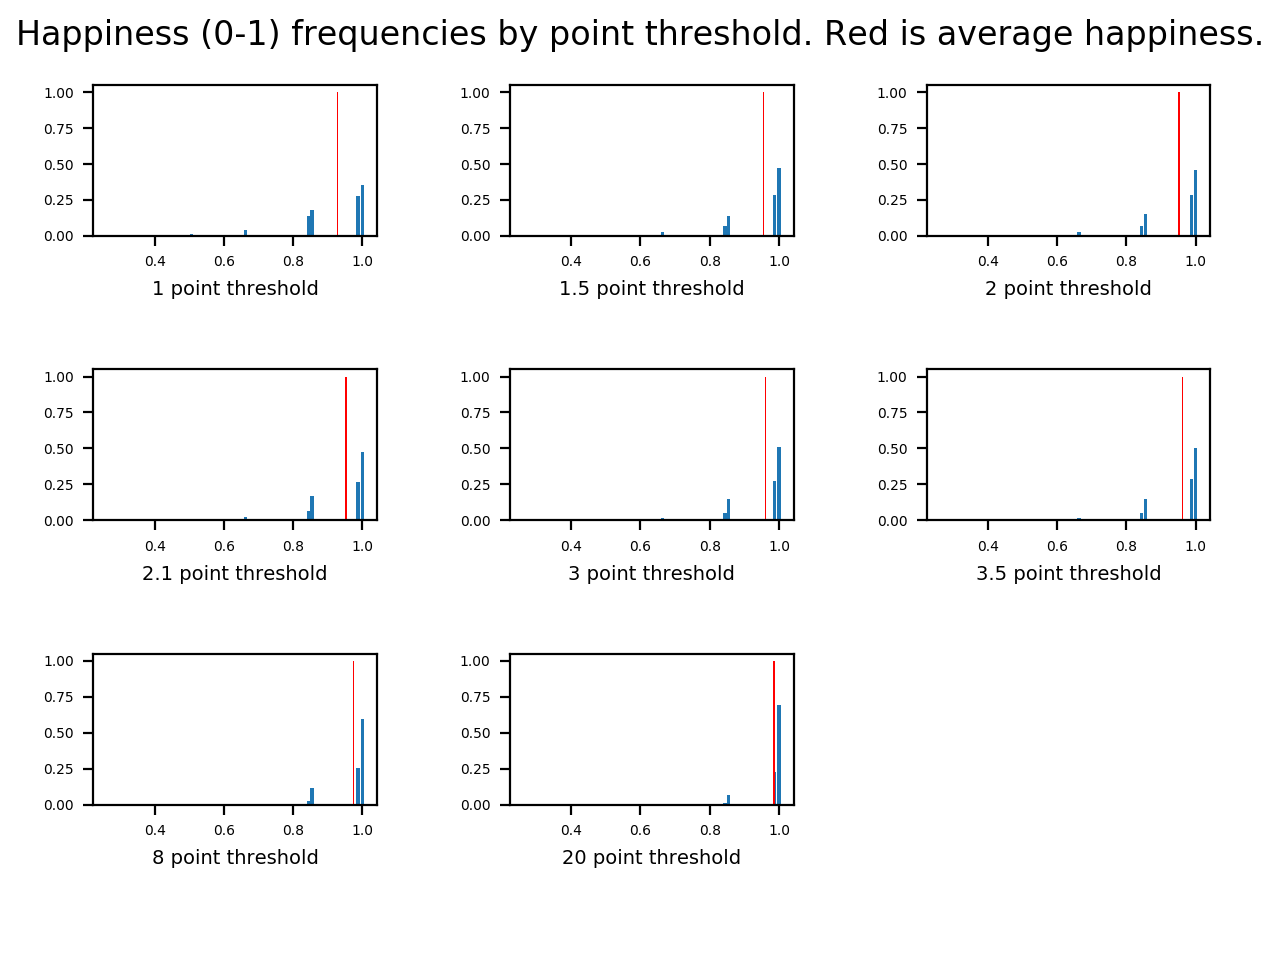 Happiness (0-1) frequencies by point threshold. Red is average happiness.
1.00 1.00 1.00
0.75 0.75 0.75
0.50 0.50 0.50
0.25 0.25 0.25
0.00 0.00 0.00
0.4 0.6 0.8 1.0 0.4 0.6 0.8 1.0 0.4 0.6 0.8 1.0
1 point threshold 1.5 point threshold 2 point threshold
1.00 1.00 1.00
0.75 0.75 0.75
0.50 0.50 0.50
0.25 0.25 0.25
0.00 0.00 0.00
0.4 0.6 0.8 1.0 0.4 0.6 0.8 1.0 0.4 0.6 0.8 1.0
2.1 point threshold 3 point threshold 3.5 point threshold
1.00 1.00
0.75 0.75
0.50 0.50
0.25 0.25
0.00 0.00
0.4 0.6 0.8 1.0 0.4 0.6 0.8 1.0
8 point threshold 20 point threshold